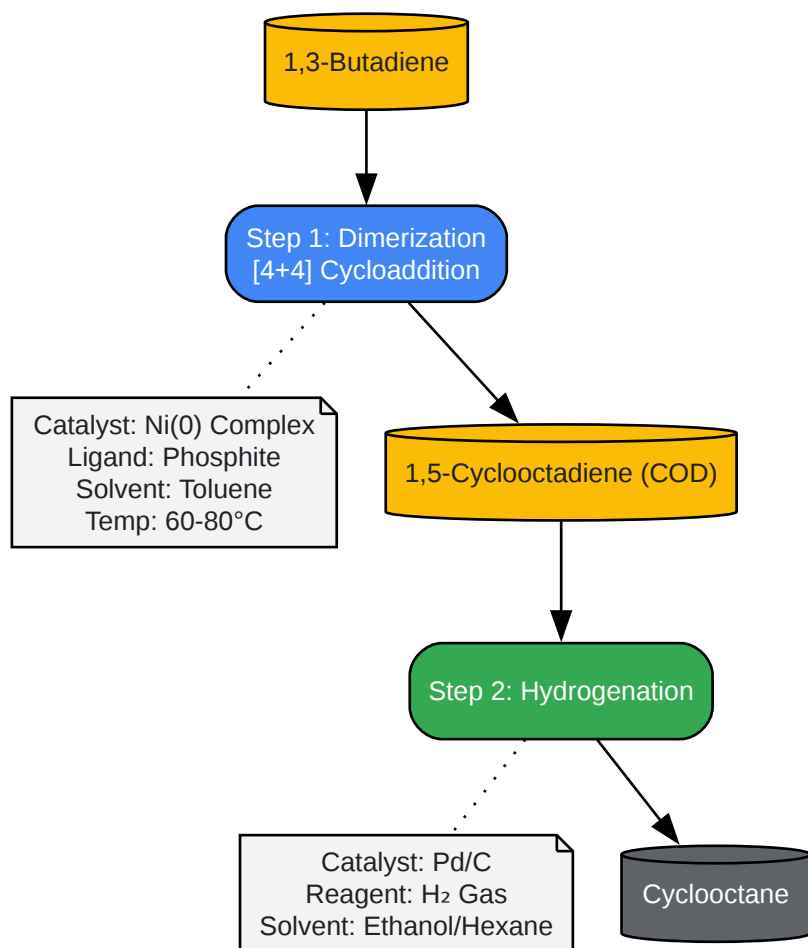 1,3-Butadiene
Step 1: Dimerization
[4+4] Cycloaddition
Catalyst: Ni(0) Complex
Ligand: Phosphite
Solvent: Toluene
Temp: 60-80°C
1,5-Cyclooctadiene (COD)
Step 2: Hydrogenation
Catalyst: Pd/C
Reagent: H₂ Gas
Solvent: Ethanol/Hexane
Cyclooctane